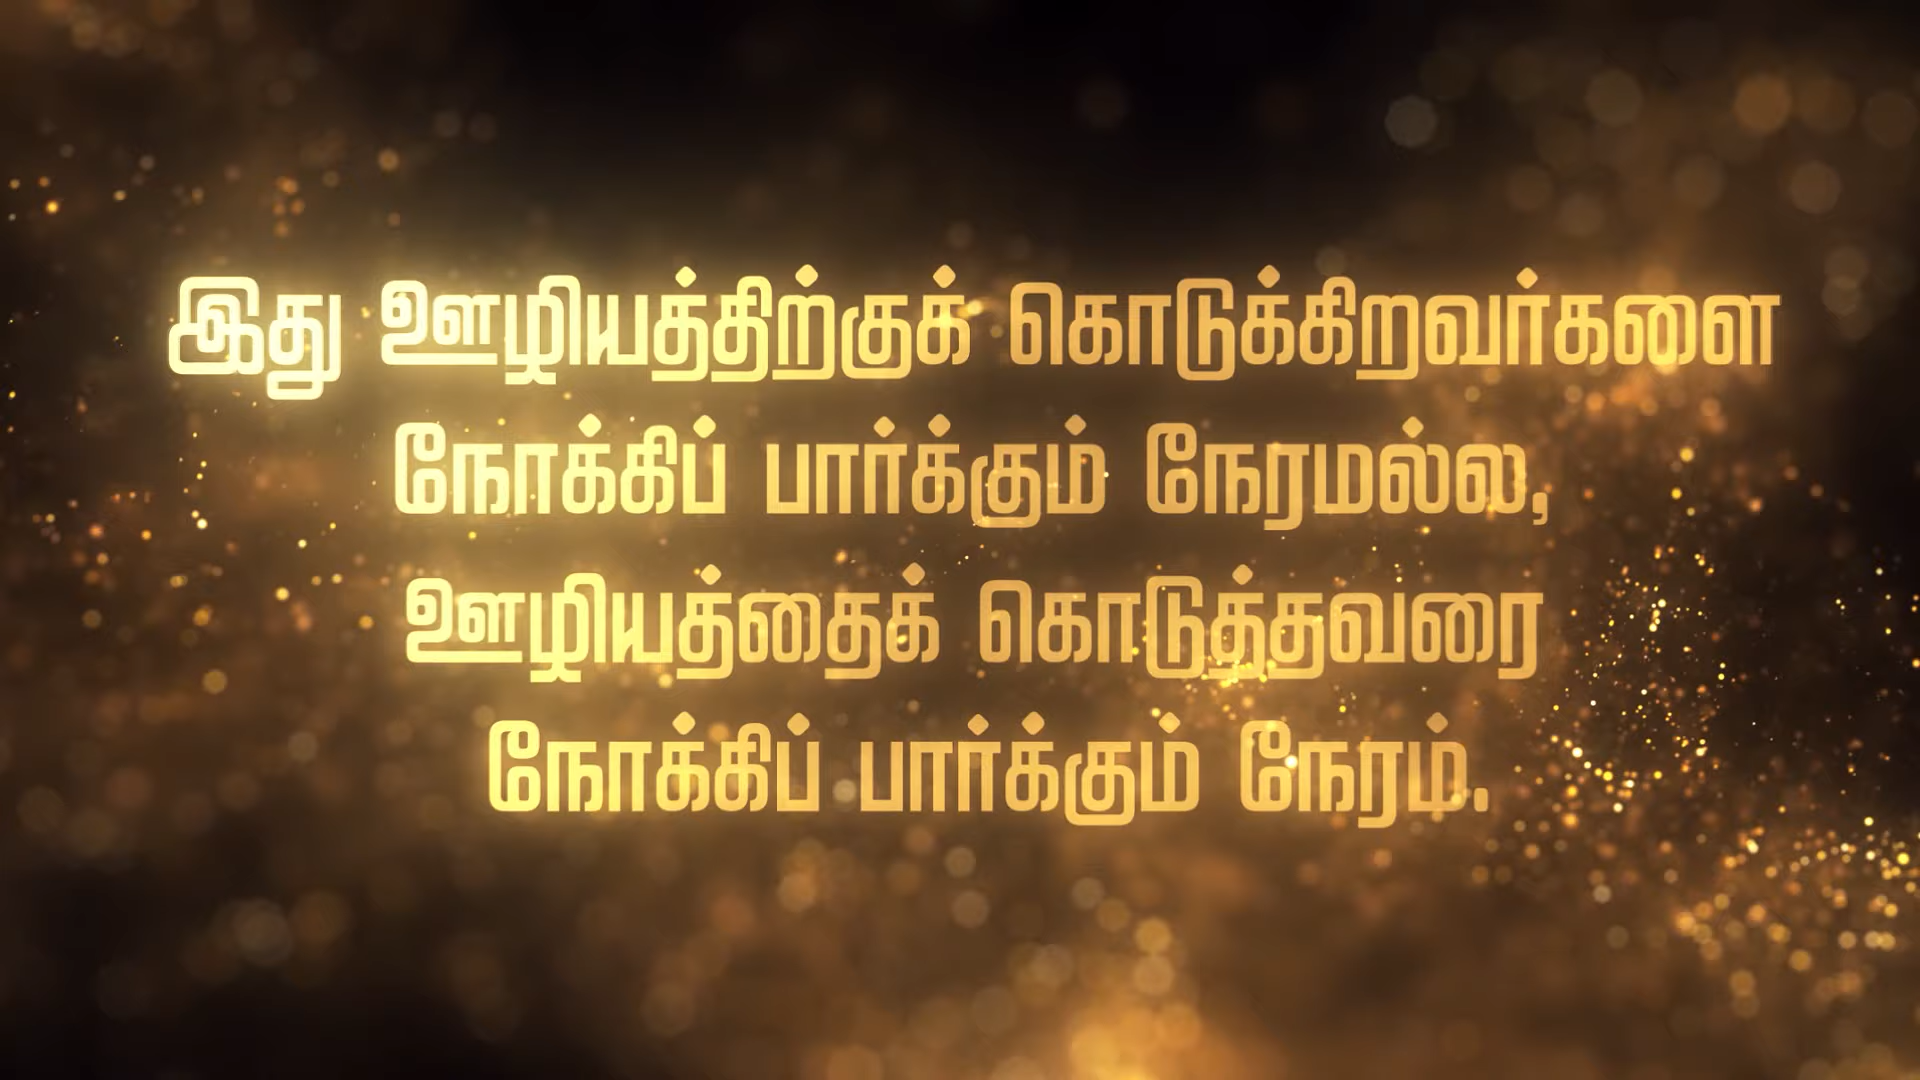 இது ஊழியத்திற்குக் கொடுக்கிறவர்களை
நோக்கிப் பார்க்கும் நேரமல்ல,
ஊழியத்தைக் கொடுத்தவரை
நோக்கிப் பார்க்கும் நேரம்.